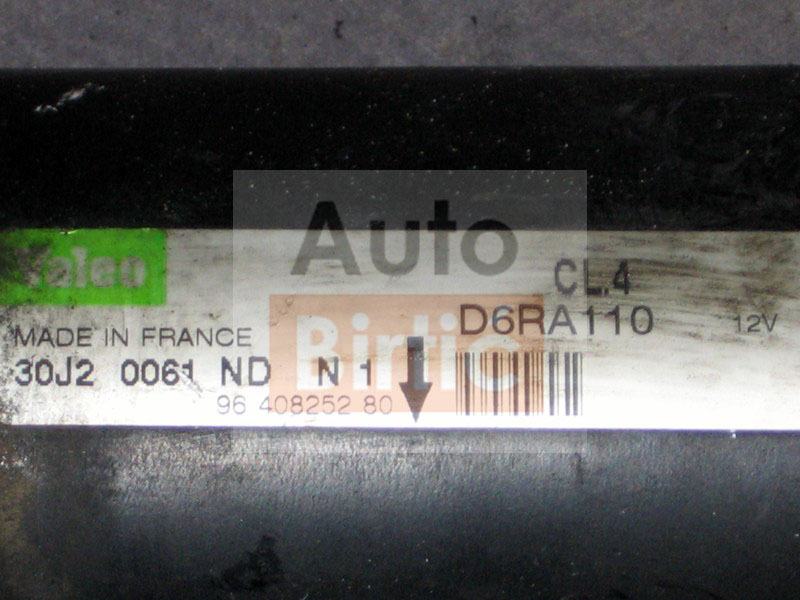 Auto
Birtic
Valeo
CL.4
D6RA110
12V
MADE IN FRANCE
30J2 0061 ND N 1
96 408252 80